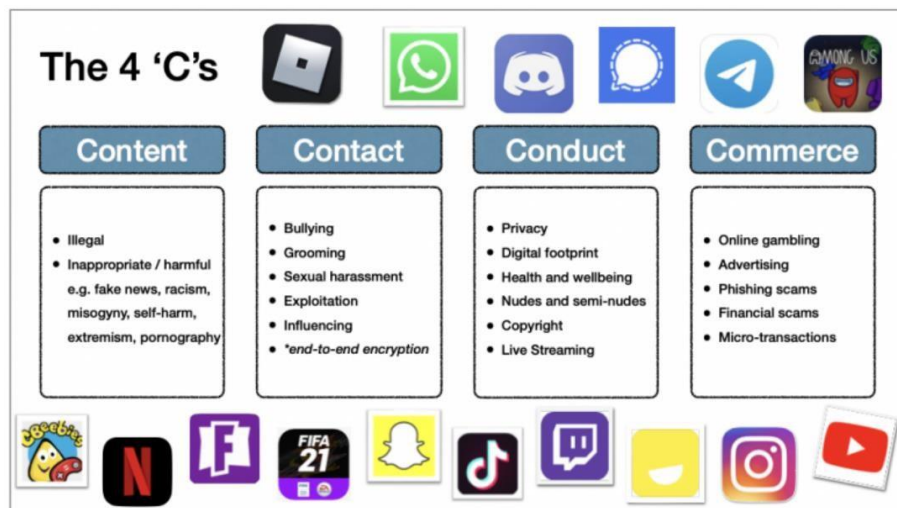 The 4 ‘C’s
AMONG US
Content
Contact
Conduct
Commerce
• Illegal
• Inappropriate / harmful
e.g. fake news, racism,
misogyny, self-harm,
extremism, pornography
• Bullying
• Grooming
• Sexual harassment
• Exploitation
• Influencing
• *end-to-end encryption
• Privacy
• Digital footprint
• Health and wellbeing
• Nudes and semi-nudes
• Copyright
• Live Streaming
• Online gambling
• Advertising
• Phishing scams
• Financial scams
• Micro-transactions
CBeebies
N
F
FIFA
21